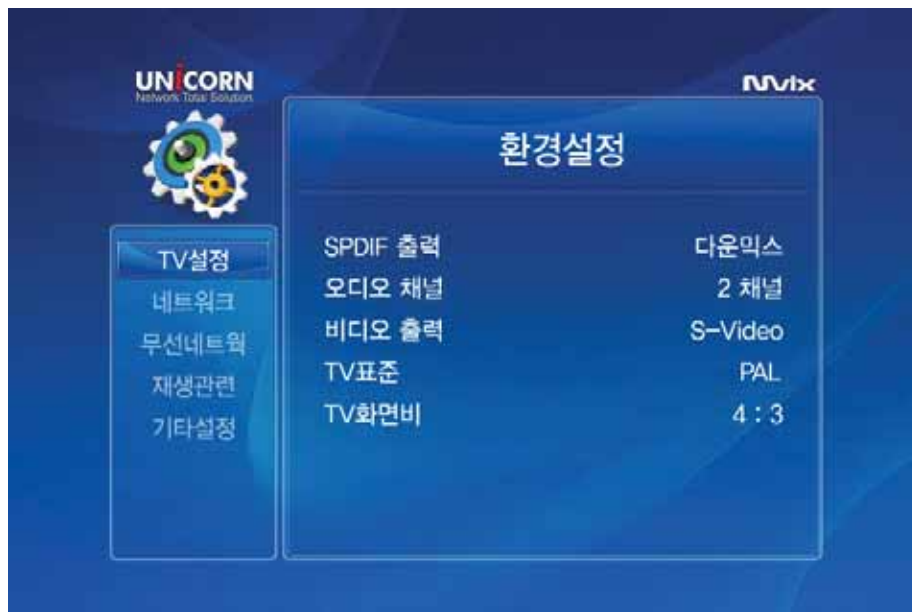 UNiCORN
Network Total Solution
Mvix
환경설정
TV설정
네트워크
무선네트웍
재생관련
기타설정
SPDIF 출력 다운믹스
오디오 채널 2 채널
비디오 출력 S-Video
TV표준 PAL
TV화면비 4 : 3